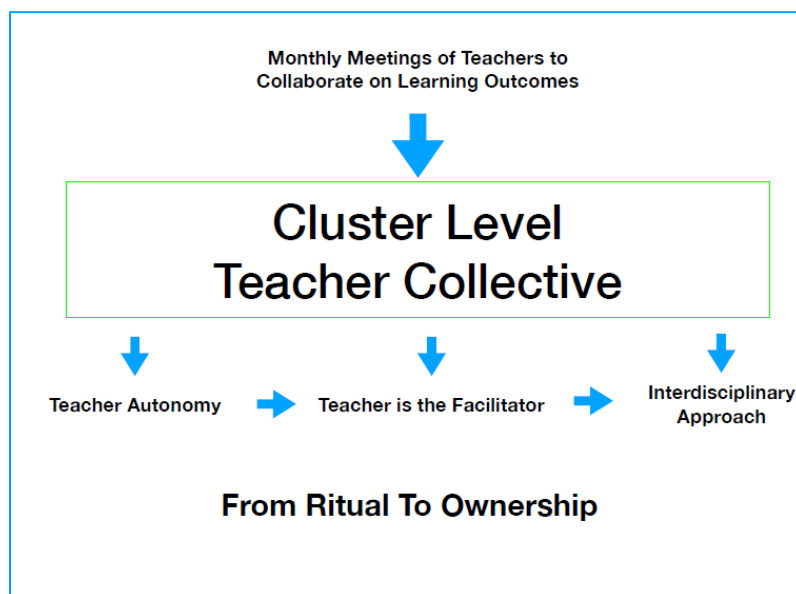 Monthly Meetings of Teachers to
Collaborate on Learning Outcomes
Cluster Level
Teacher Collective
Teacher Autonomy
Teacher is the Facilitator
Interdisciplinary
Approach
From Ritual To Ownership